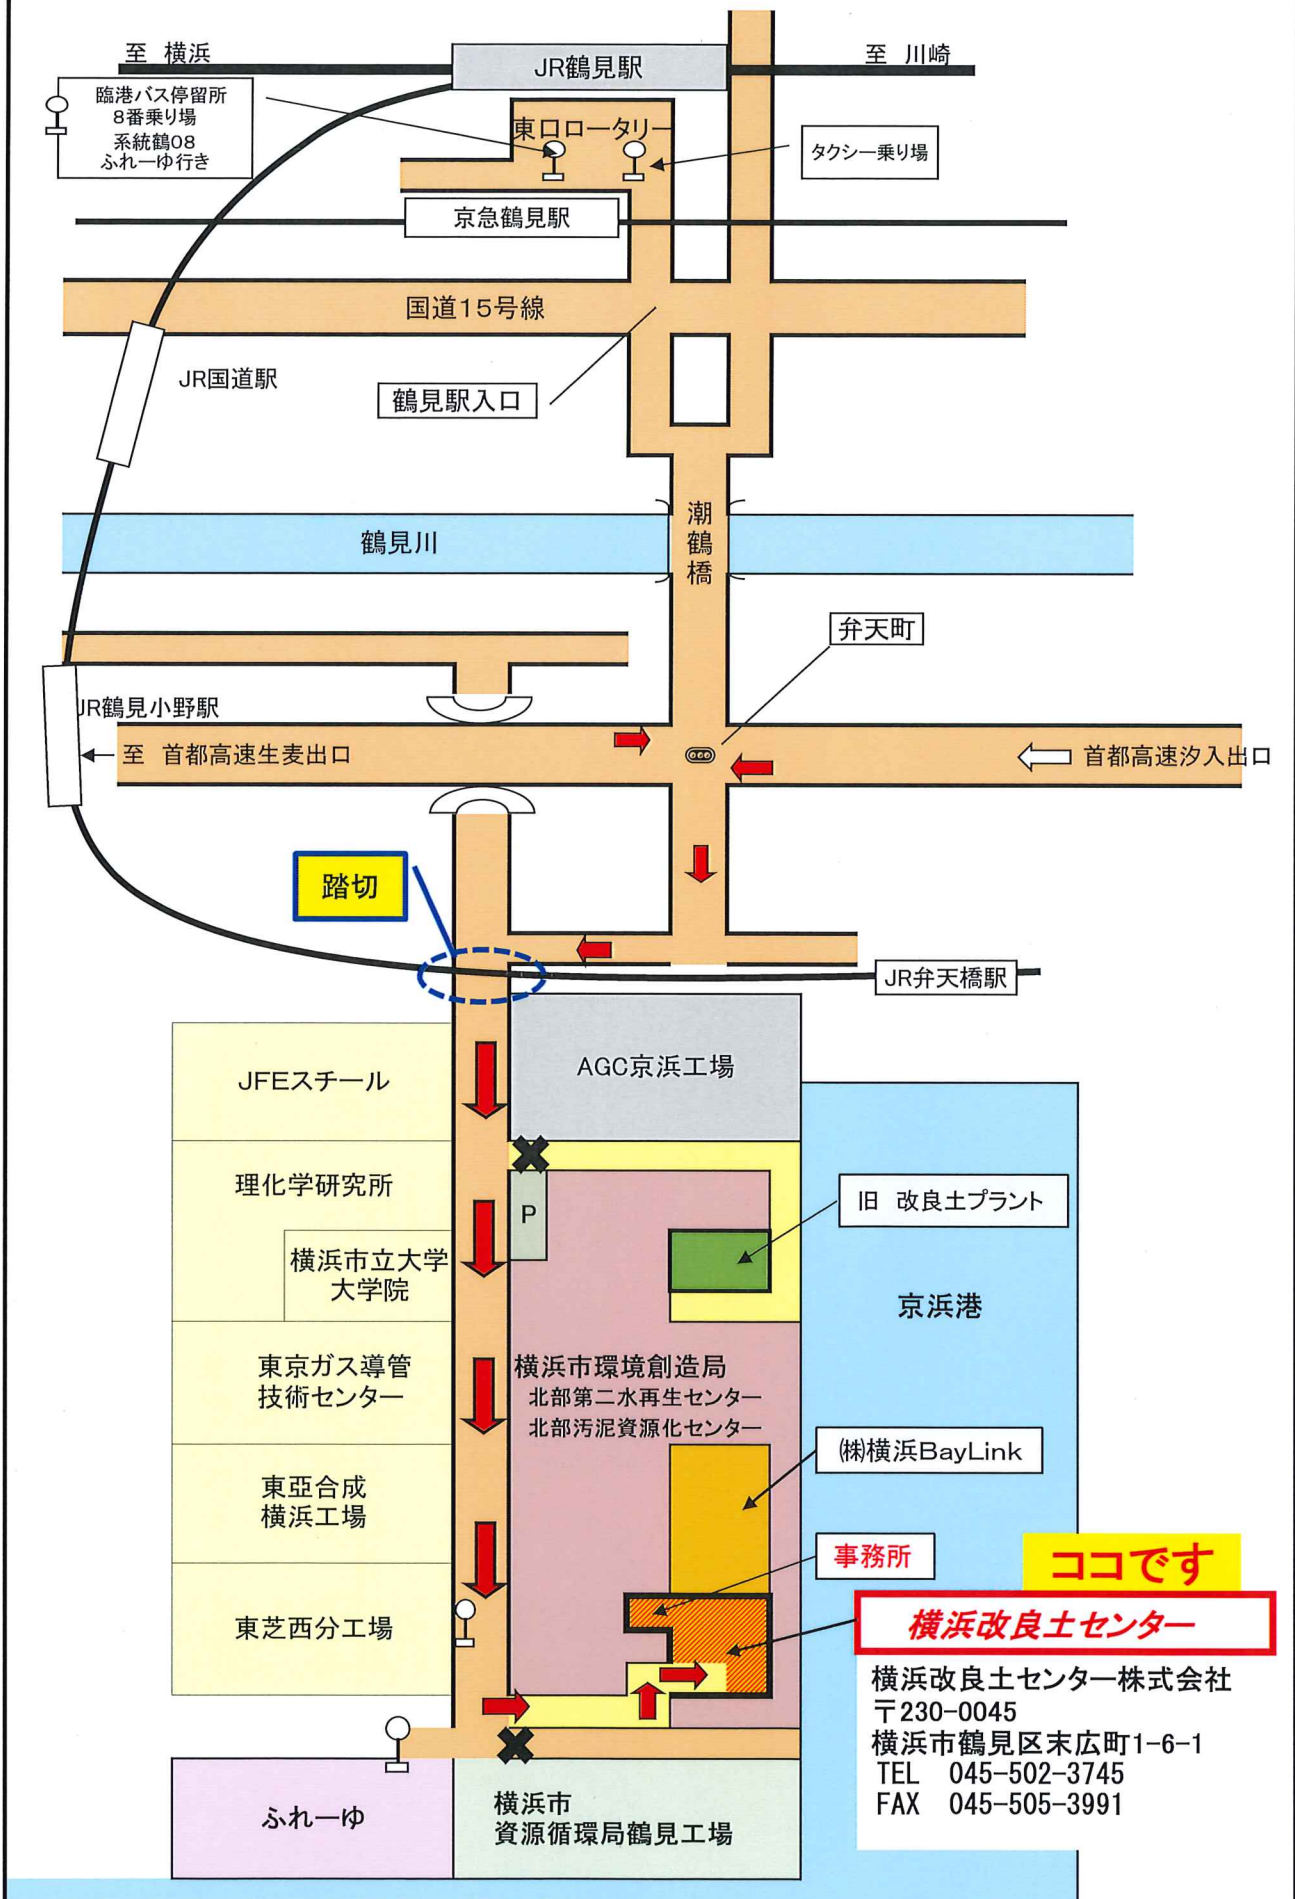 至 横浜
JR鶴見駅
至 川崎
臨港バス停留所
8番乗り場
系統鶴08
ふれーゆ行き
東口ロータリー
タクシー乗り場
京急鶴見駅
国道15号線
JR国道駅
鶴見駅入口
鶴見川
潮鶴橋
弁天町
JR鶴見小野駅
至 首都高速生麦出口
首都高速汐入出口
踏切
JR弁天橋駅
JFEスチール
AGC京浜工場
理化学研究所
P
旧 改良土プラント
横浜市立大学
大学院
京浜港
東京ガス導管
技術センター
横浜市環境創造局
北部第二水再生センター
北部汚泥資源化センター
㈱横浜BayLink
東亞合成
横浜工場
事務所
ココです
東芝西分工場
横浜改良土センター
横浜改良土センター株式会社
〒230-0045
横浜市鶴見区末広町1-6-1
TEL 045-502-3745
FAX 045-505-3991
ふれーゆ
横浜市
資源循環局鶴見工場